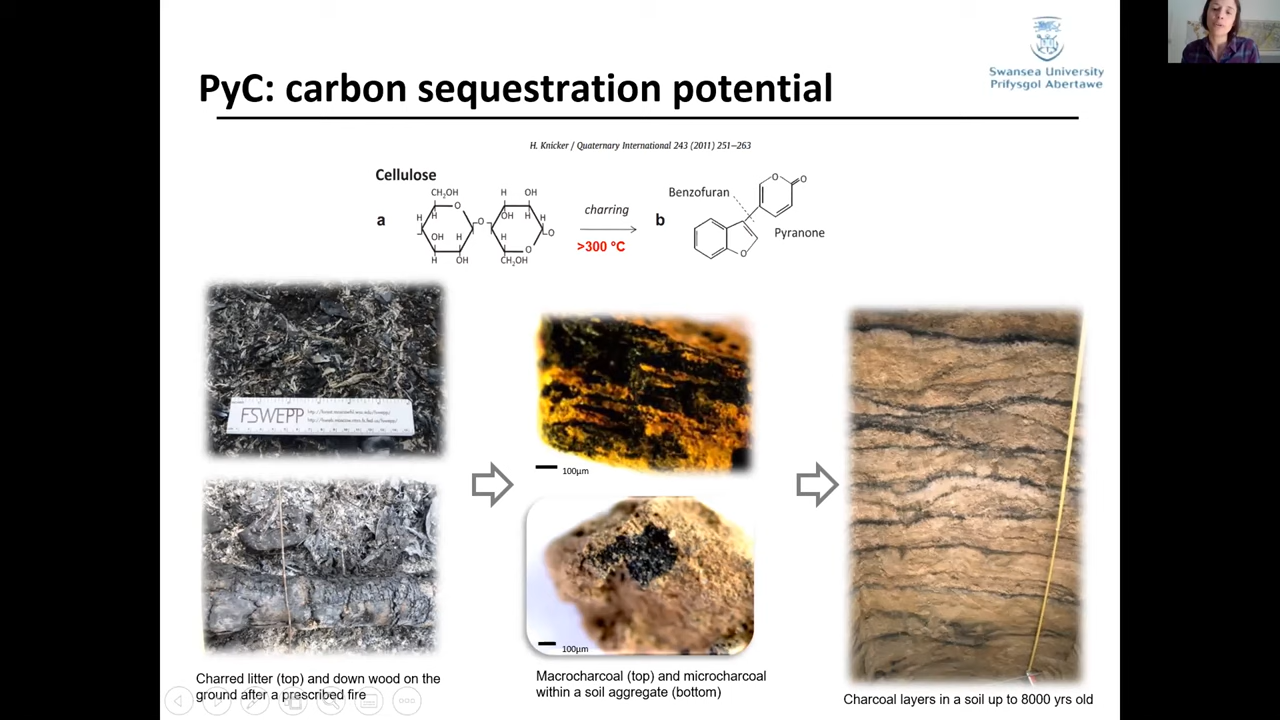 PyC: carbon sequestration potential
Swansea University
Prifysgol Abertawe
H. Knicker / Quaternary International 243 (2011) 251–263
Cellulose
a
CH₂OH
O
H
H
OH
H
H
OH
O
H
OH
OH
H
H
H
O
O
CH₂OH
charring
>300 °C
b
Benzofuran
O
O
Pyranone
O
FSWEPP
100µm
100µm
Charred litter (top) and down wood on the
ground after a prescribed fire
Macrocharcoal (top) and microcharcoal
within a soil aggregate (bottom)
Charcoal layers in a soil up to 8000 yrs old